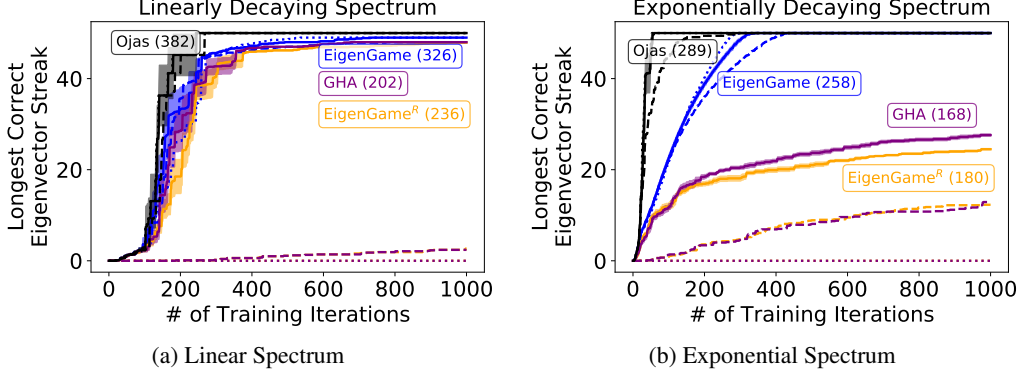 Linearly Decaying Spectrum
Longest Correct
Eigenvector Streak
40
20
0
Ojas (382)
EigenGame (326)
GHA (202)
EigenGameᴿ (236)
0 200 400 600 800 1000
# of Training Iterations
(a) Linear Spectrum
Exponentially Decaying Spectrum
Longest Correct
Eigenvector Streak
40
20
0
Ojas (289)
EigenGame (258)
GHA (168)
EigenGameᴿ (180)
0 200 400 600 800 1000
# of Training Iterations
(b) Exponential Spectrum